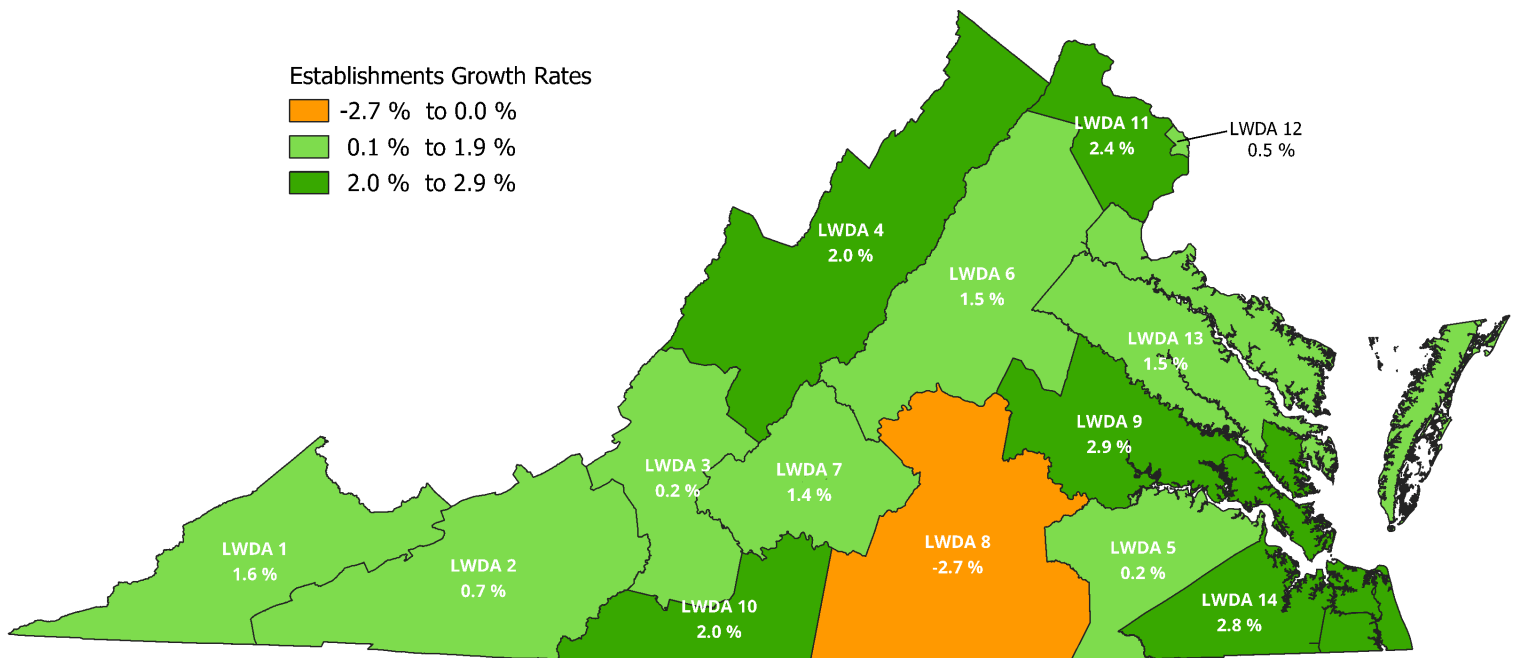 Establishments Growth Rates
-2.7 % to 0.0 %
0.1 % to 1.9 %
2.0 % to 2.9 %
LWDA 11
2.4 %
LWDA 12
0.5 %
LWDA 4
2.0 %
LWDA 6
1.5 %
LWDA 13
1.5 %
LWDA 9
2.9 %
LWDA 3
0.2 %
LWDA 7
1.4 %
LWDA 1
1.6 %
LWDA 2
0.7 %
LWDA 8
-2.7 %
LWDA 5
0.2 %
LWDA 10
2.0 %
LWDA 14
2.8 %